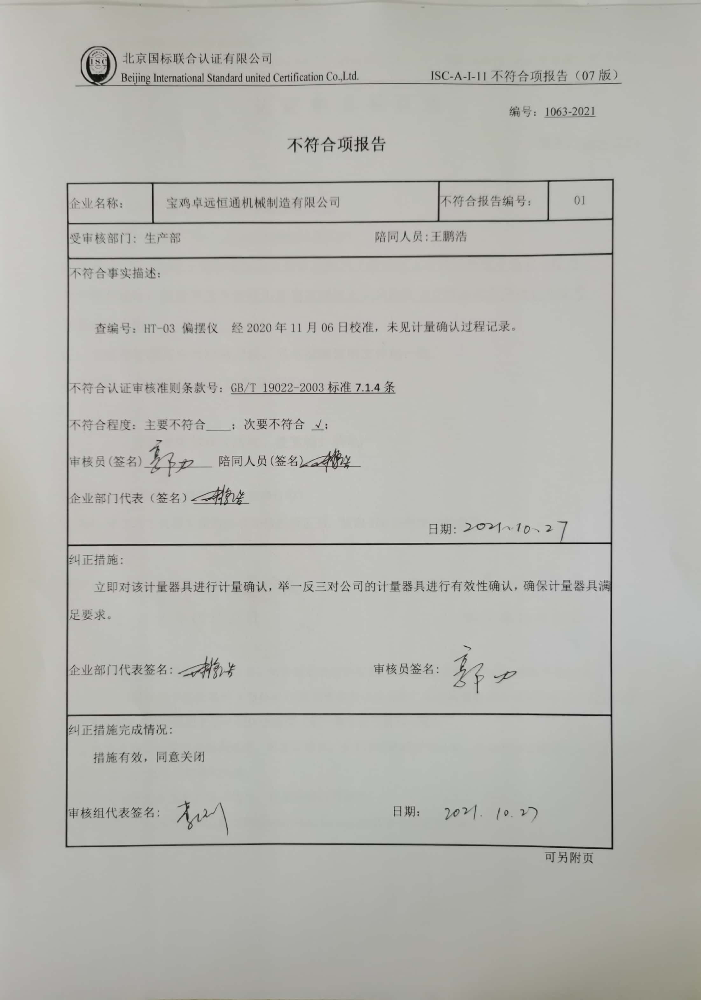 ISC
北京国标联合认证有限公司
Beijing International Standard united Certification Co.,Ltd.
ISC-A-I-11 不符合项报告（07 版）
编号：1063-2021
不符合项报告
企业名称： 宝鸡卓远恒通机械制造有限公司 不符合报告编号： 01
受审核部门：生产部 陪同人员:王鹏浩
不符合事实描述：
查编号：HT-03 偏摆仪 经 2020 年 11 月 06 日校准，未见计量确认过程记录。
不符合认证审核准则条款号：GB/T 19022-2003 标准 7.1.4 条
不符合程度：主要不符合____；次要不符合 √；
审核员(签名) 郭力 陪同人员(签名)
企业部门代表（签名）
日期: 2021、10、27
纠正措施：
立即对该计量器具进行计量确认，举一反三对公司的计量器具进行有效性确认，确保计量器具满
足要求。
企业部门代表签名： 审核员签名： 郭力
纠正措施完成情况：
措施有效，同意关闭
审核组代表签名： 日期： 2021. 10. 27
可另附页